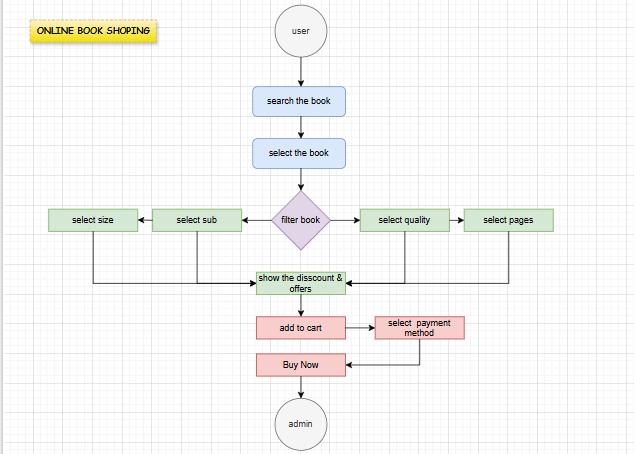 ONLINE BOOK SHOPING
user
search the book
select the book
select size
select sub
filter book
select quality
select pages
show the disscount &
offers
add to cart
select payment
method
Buy Now
admin